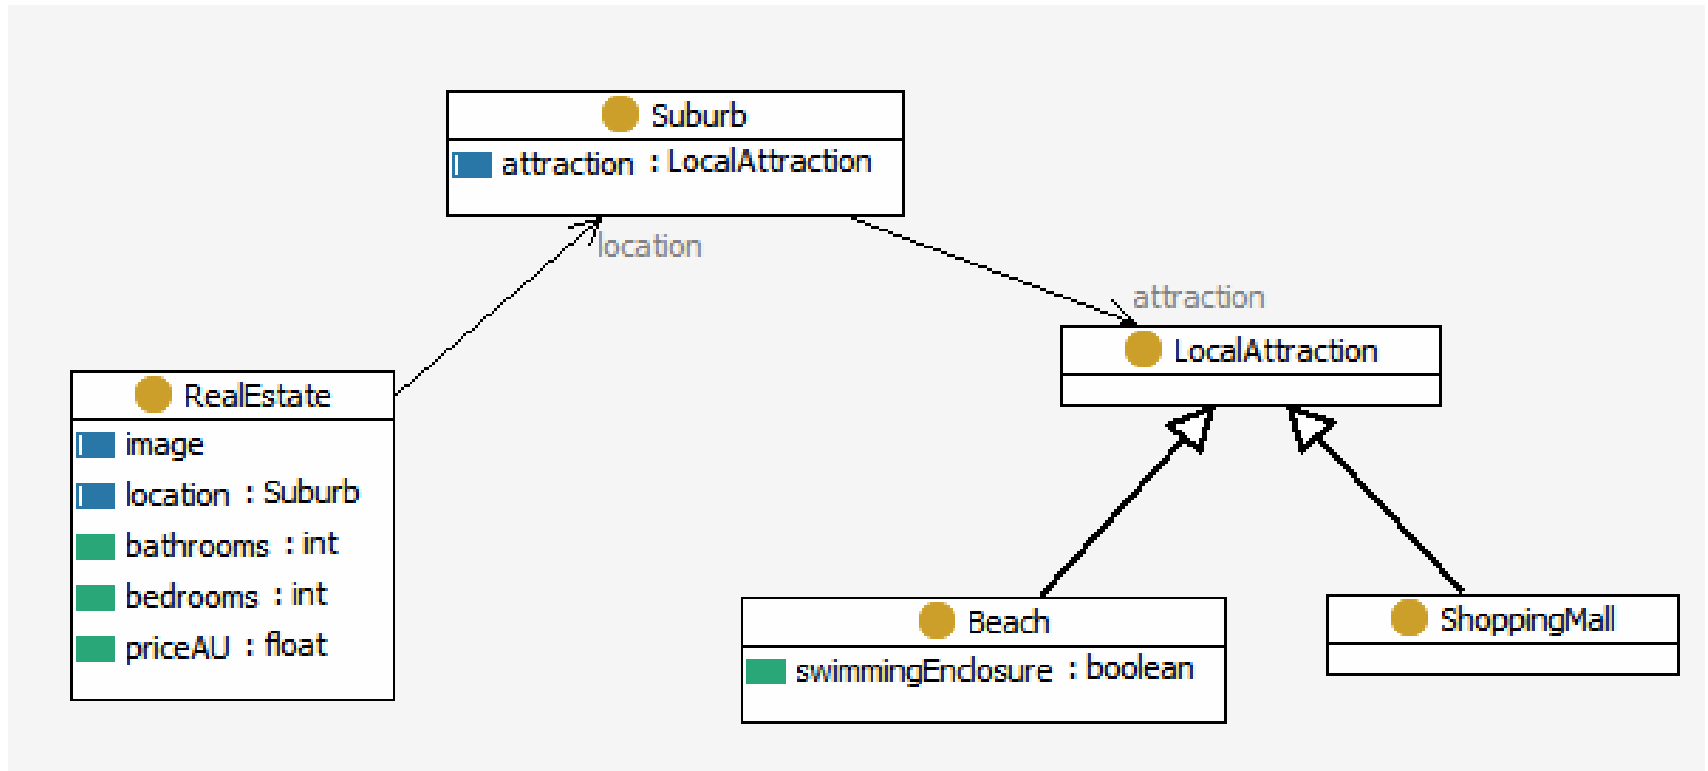 Suburb
attraction : LocalAttraction
location
attraction
LocalAttraction
RealEstate
image
location : Suburb
bathrooms : int
bedrooms : int
priceAU : float
Beach
swimmingEnclosure : boolean
ShoppingMall